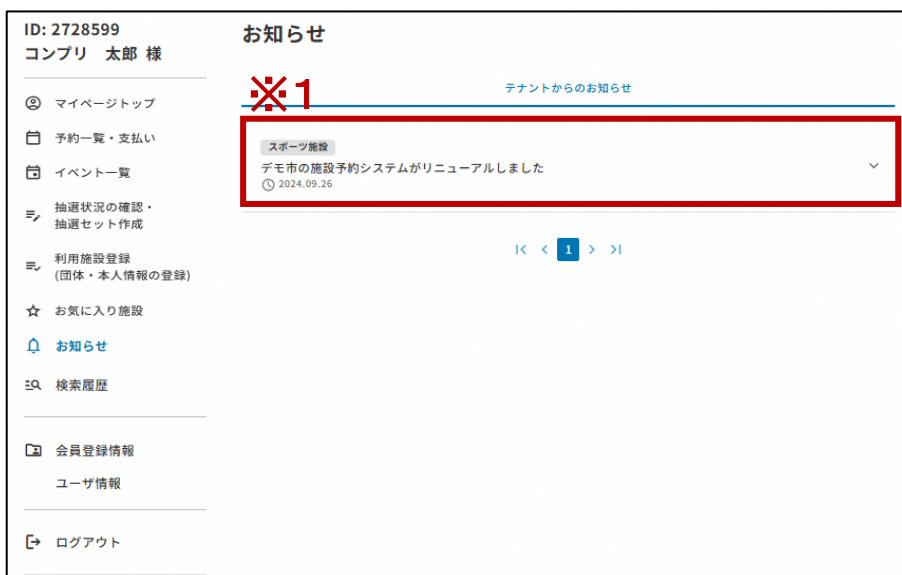 ID: 2728599
コンプリ　太郎 様
マイページトップ
予約一覧・支払い
イベント一覧
抽選状況の確認・
抽選セット作成
利用施設登録
(団体・本人情報の登録)
お気に入り施設
お知らせ
検索履歴
会員登録情報
ユーザ情報
ログアウト
お知らせ
※1
テナントからのお知らせ
スポーツ施設
デモ市の施設予約システムがリニューアルしました
2024.09.26
1